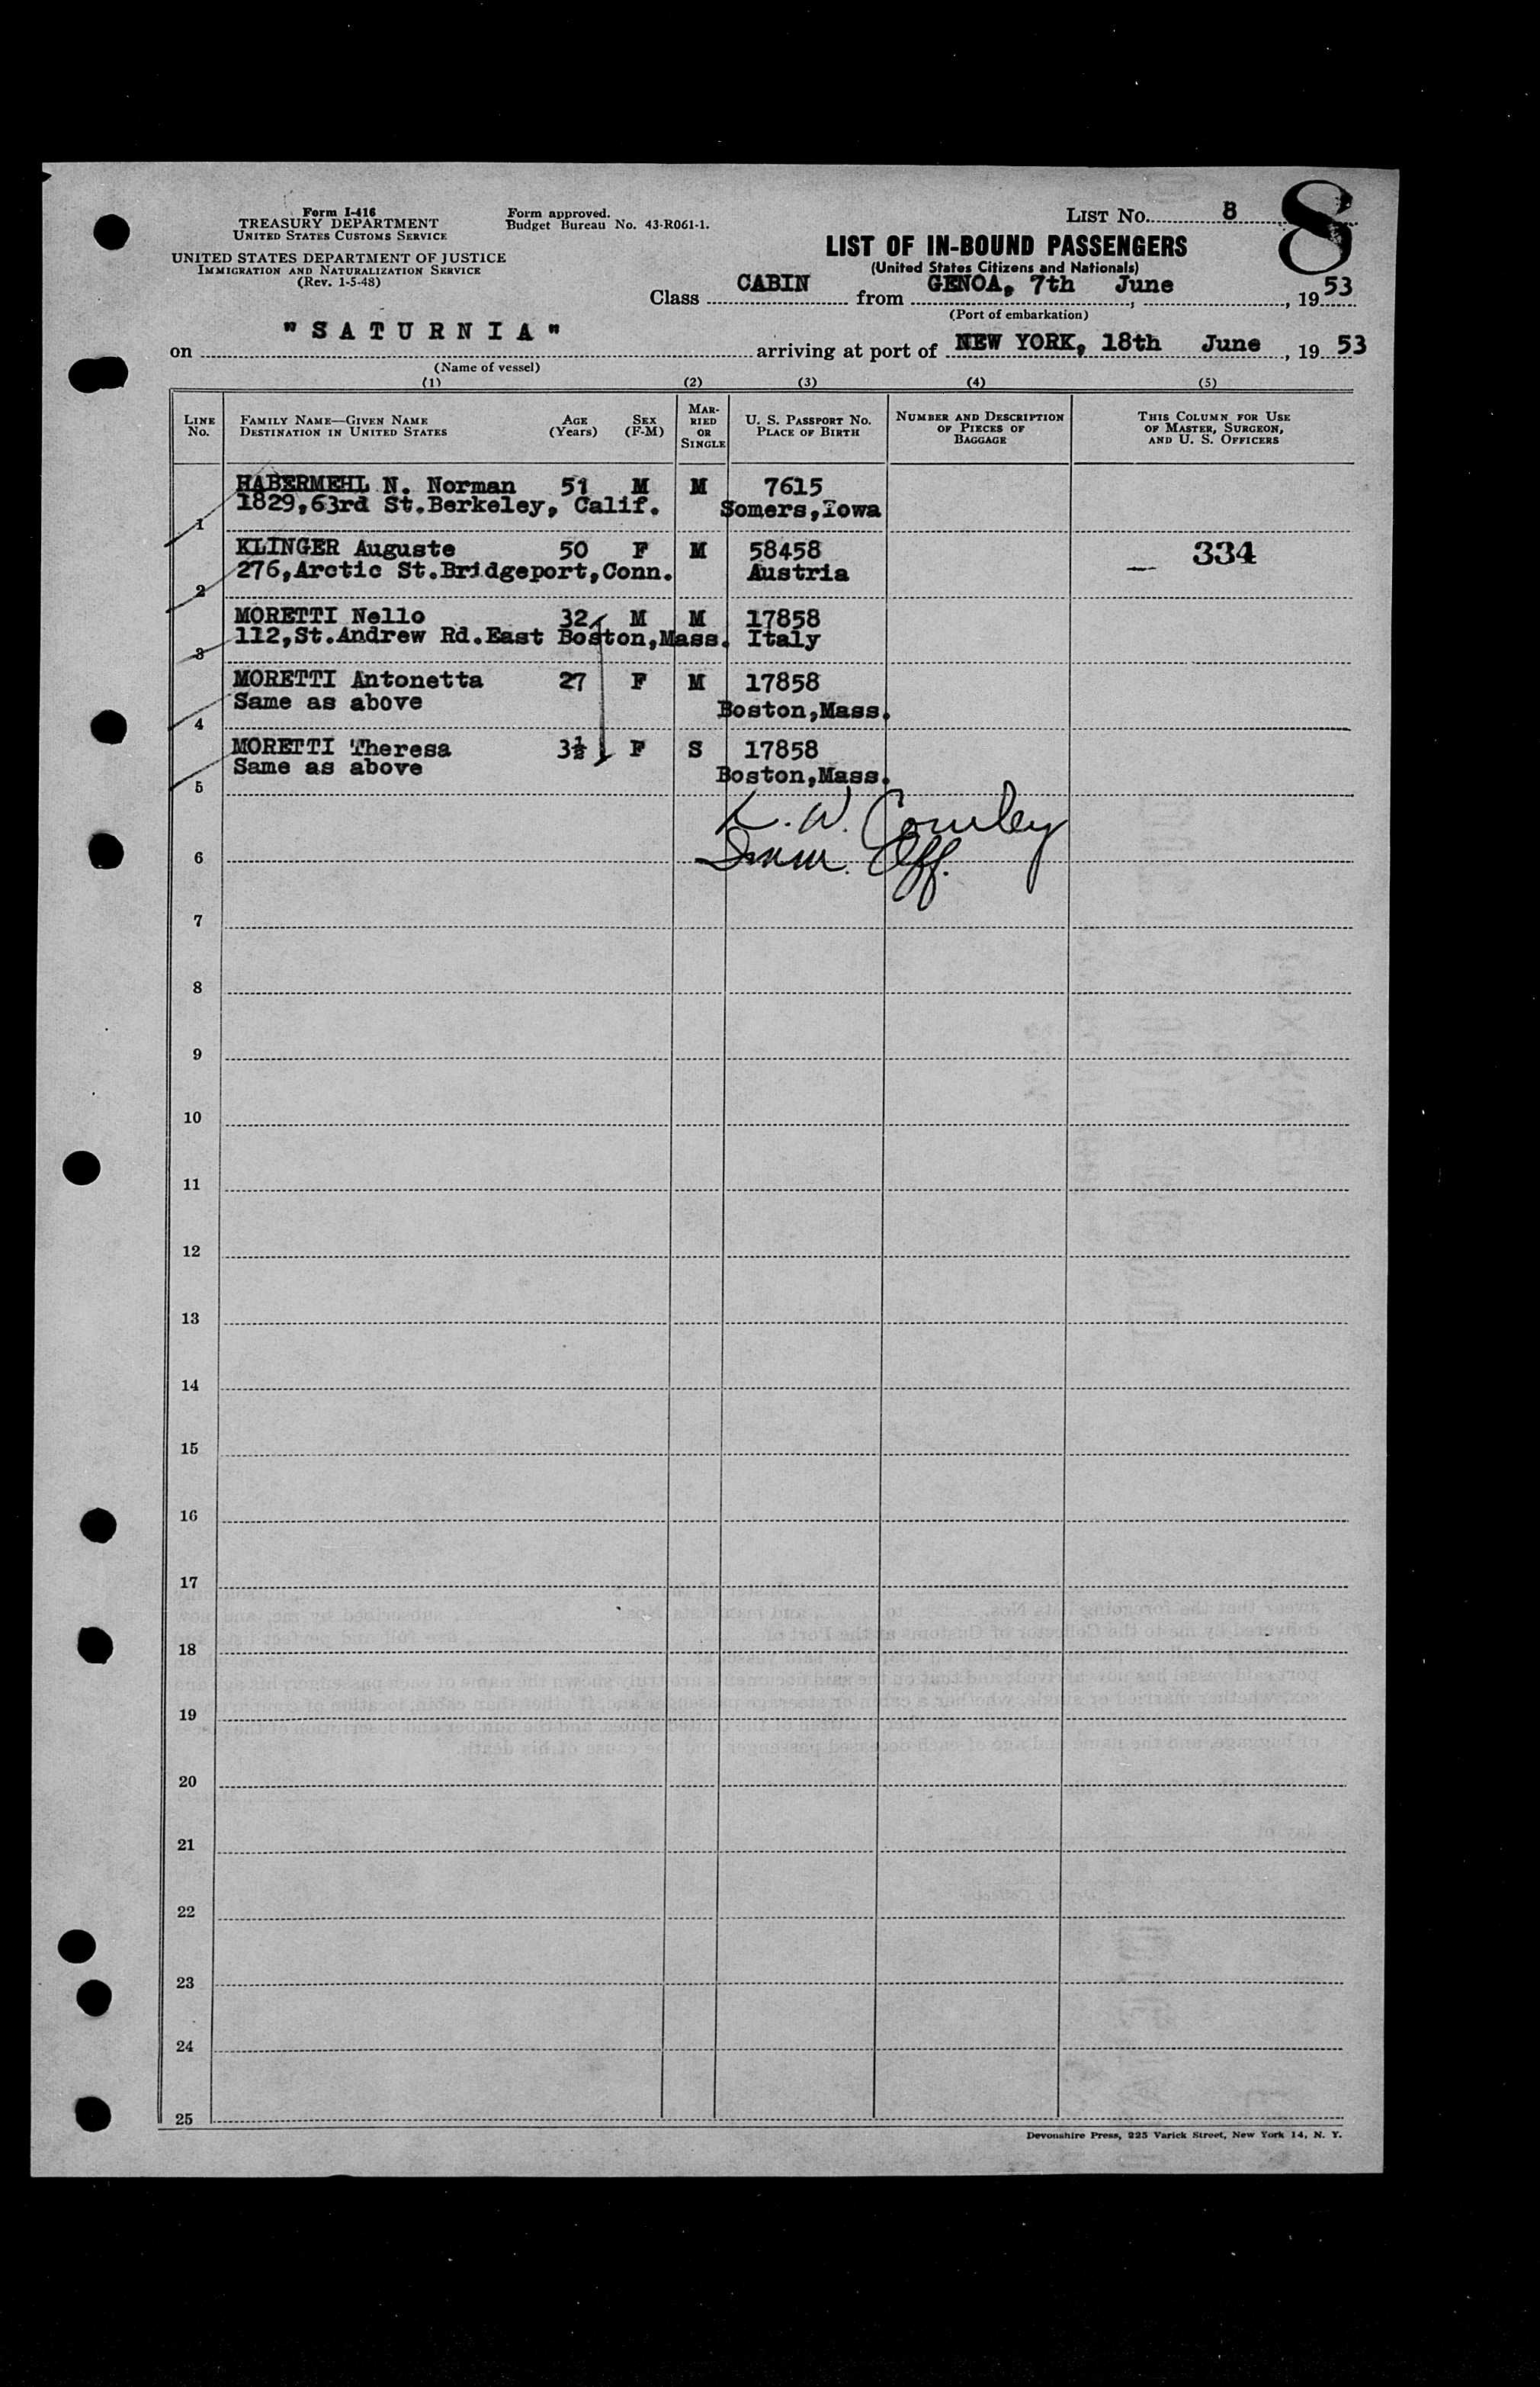 Form I-416
TREASURY DEPARTMENT
UNITED STATES CUSTOMS SERVICE
UNITED STATES DEPARTMENT OF JUSTICE
IMMIGRATION AND NATURALIZATION SERVICE
(Rev. 1-5-48)
Form approved.
Budget Bureau No. 43-R061-1.
LIST No. 8
8
LIST OF IN-BOUND PASSENGERS
(United States Citizens and Nationals)
Class CABIN from GENOA, 7th June, 1953
(Port of embarkation)
on "SATURNIA" arriving at port of NEW YORK, 18th June, 1953
(Name of vessel)
(1) (2) (3) (4) (5)
LINE No.
FAMILY NAME—GIVEN NAME
DESTINATION IN UNITED STATES
AGE (Years)
SEX (F-M)
MARRIED OR SINGLE
U. S. PASSPORT No.
PLACE OF BIRTH
NUMBER AND DESCRIPTION OF PIECES OF BAGGAGE
THIS COLUMN FOR USE OF MASTER, SURGEON, AND U. S. OFFICERS
HABERMEHL N. Norman 51 M M 7615
1 1829,63rd St.Berkeley, Calif. Somers,Iowa
KLINGER Auguste 50 F M 58458 — 334
2 276,Arctic St.Bridgeport,Conn. Austria
MORETTI Nello 32 M M 17858
3 112,St.Andrew Rd.East Boston,Mass. Italy
MORETTI Antonetta 27 F M 17858
4 Same as above Boston,Mass.
MORETTI Theresa 3½ F S 17858
5 Same as above Boston,Mass.
6
Imm. Off.
7
8
9
10
11
12
13
14
15
16
17
18
19
20
21
22
23
24
25
Devonshire Press, 225 Varick Street, New York 14, N. Y.